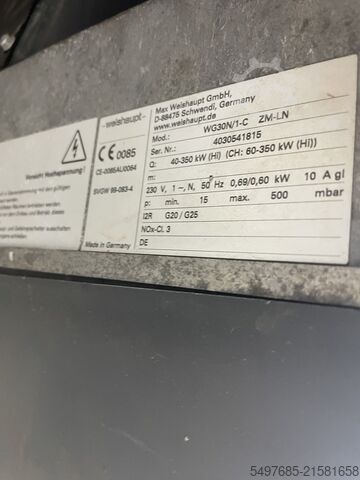 Vorsicht Hochspannung!
-weishaupt-
CE 0085
CE-0085AU0064
SVGW 99-083-4
Made in Germany
Max Weishaupt GmbH,
D-88475 Schwendi, Germany
www.weishaupt.de
Mod.: WG30N/1-C ZM-LN
Ser. Nr.: 4030541815
Q: 40-350 kW (Hi) (CH: 60-350 kW (Hi))
230 V, 1 ~, N, 50 Hz 0,69/0,60 kW 10 A gl
p: min. 15 max. 500 mbar
I2R G20 / G25
NOx-Cl. 3
DE
5497685-21581658